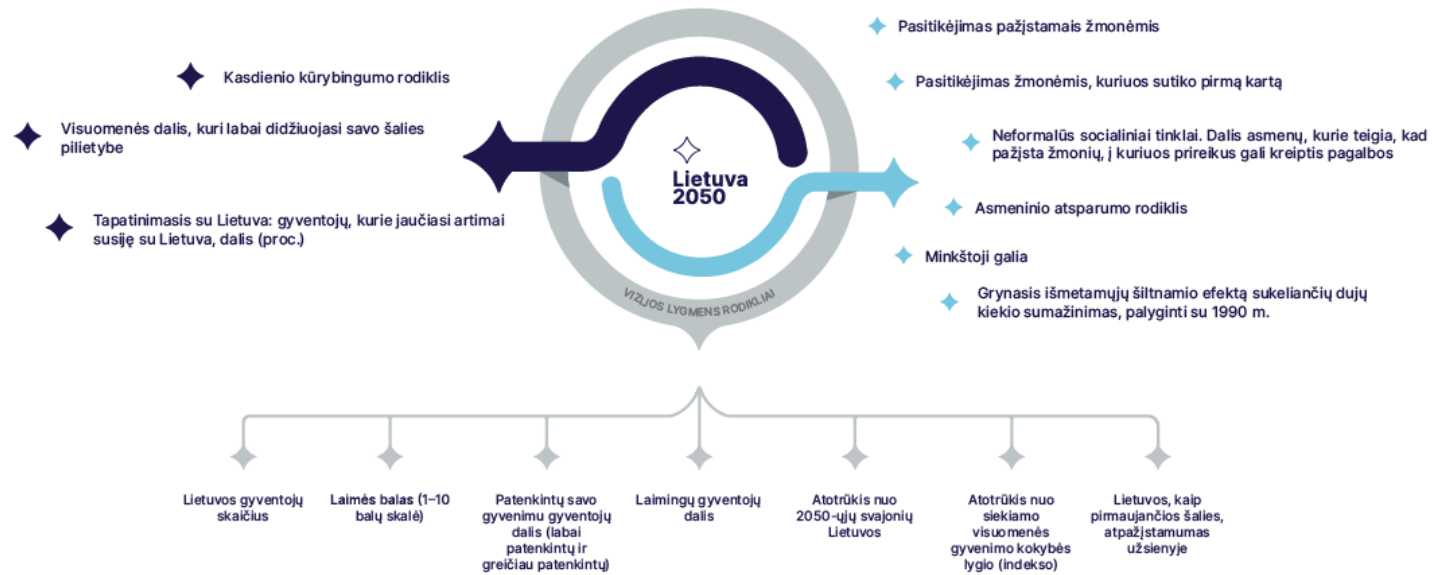 Kasdienio kūrybingumo rodiklis
Visuomenės dalis, kuri labai didžiuojasi savo šalies
pilietybe
Tapatinimasis su Lietuva: gyventojų, kurie jaučiasi artimai
susiję su Lietuva, dalis (proc.)
Lietuva
2050
VIZIJOS LYGMENS RODIKLIAI
Pasitikėjimas pažįstamais žmonėmis
Pasitikėjimas žmonėmis, kuriuos sutiko pirmą kartą
Neformalūs socialiniai tinklai. Dalis asmenų, kurie teigia, kad
pažįsta žmonių, į kuriuos prireikus gali kreiptis pagalbos
Asmeninio atsparumo rodiklis
Minkštoji galia
Grynasis išmetamųjų šiltnamio efektą sukeliančių dujų
kiekio sumažinimas, palyginti su 1990 m.
Lietuvos gyventojų
skaičius
Laimės balas (1–10
balų skalė)
Patenkintų savo
gyvenimu gyventojų
dalis (labai
patenkintų ir
greičiau patenkintų)
Laimingų gyventojų
dalis
Atotrūkis nuo
2050-ųjų svajonių
Lietuvos
Atotrūkis nuo
siekiamo
visuomenės
gyvenimo kokybės
lygio (indekso)
Lietuvos, kaip
pirmaujančios šalies,
atpažįstamumas
užsienyje